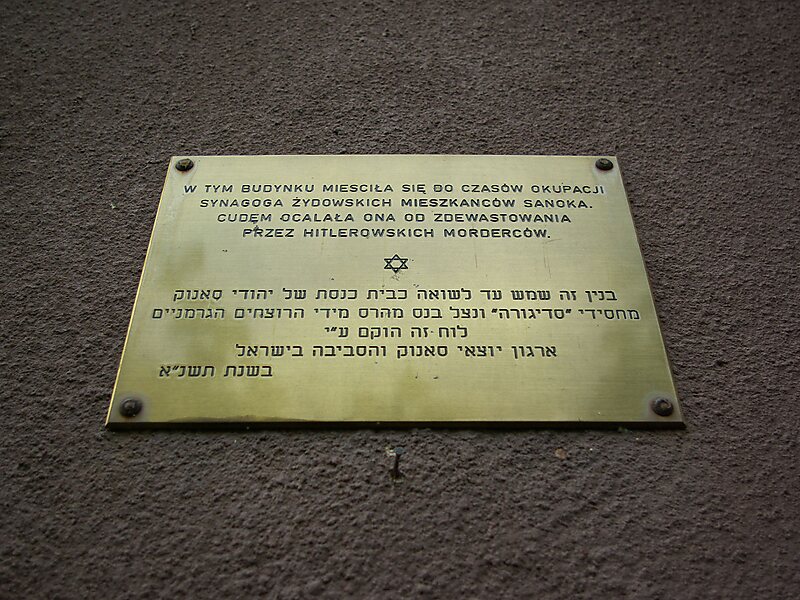 W TYM BUDYNKU MIESCIŁA SIĘ DO CZASÓW OKUPACJI
SYNAGOGA ŻYDOWSKICH MIESZKANCÓW SANOKA.
CUDEM OCALAŁA ONA OD ZDEWASTOWANIA
PRZEZ HITLEROWSKICH MORDERCÓW.
בנין זה שמש עד לשואה כבית כנסת של יהודי סאנוק
מחסידי "סדיגורה" ונצל בנס מהרס מידי הרוצחים הגרמניים
לוח זה הוקם ע"י
ארגון יוצאי סאנוק והסביבה בישראל
בשנת תשנ"א